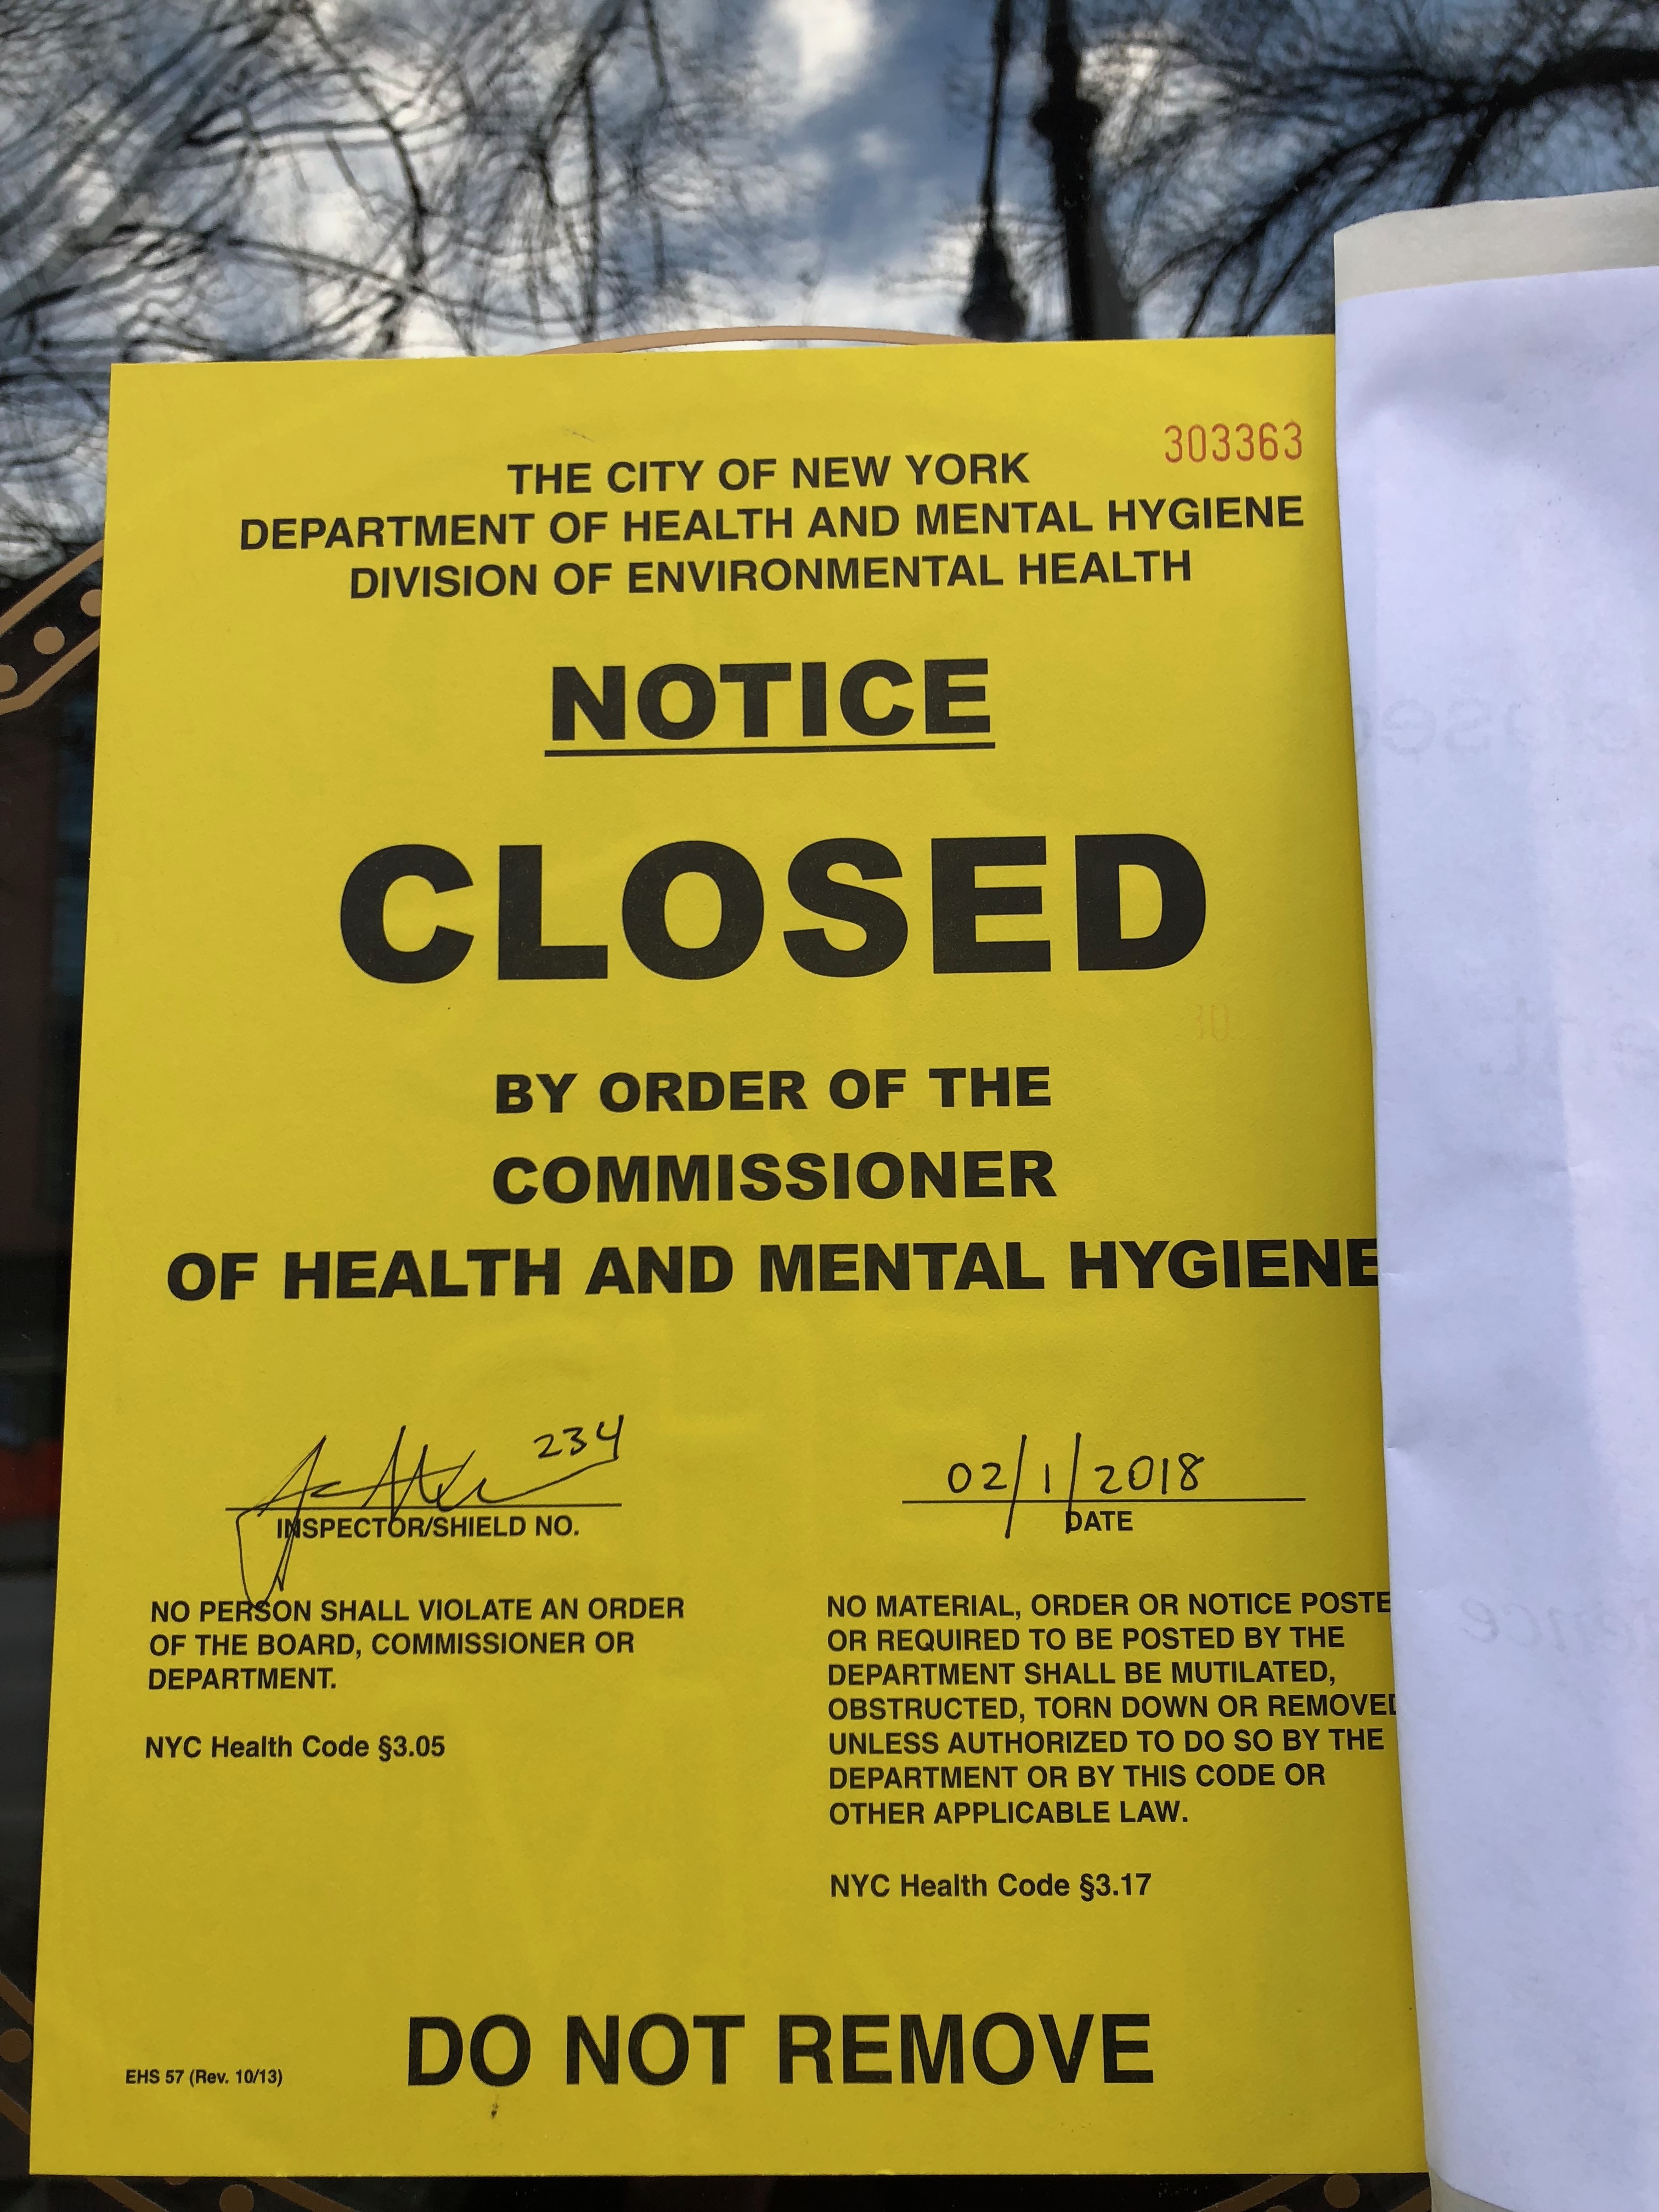 303363
THE CITY OF NEW YORK
DEPARTMENT OF HEALTH AND MENTAL HYGIENE
DIVISION OF ENVIRONMENTAL HEALTH
NOTICE
CLOSED
BY ORDER OF THE
COMMISSIONER
OF HEALTH AND MENTAL HYGIENE
234
INSPECTOR/SHIELD NO.
02/1/2018
DATE
NO PERSON SHALL VIOLATE AN ORDER
OF THE BOARD, COMMISSIONER OR
DEPARTMENT.
NYC Health Code §3.05
NO MATERIAL, ORDER OR NOTICE POSTE
OR REQUIRED TO BE POSTED BY THE
DEPARTMENT SHALL BE MUTILATED,
OBSTRUCTED, TORN DOWN OR REMOVED
UNLESS AUTHORIZED TO DO SO BY THE
DEPARTMENT OR BY THIS CODE OR
OTHER APPLICABLE LAW.
NYC Health Code §3.17
EHS 57 (Rev. 10/13)
DO NOT REMOVE